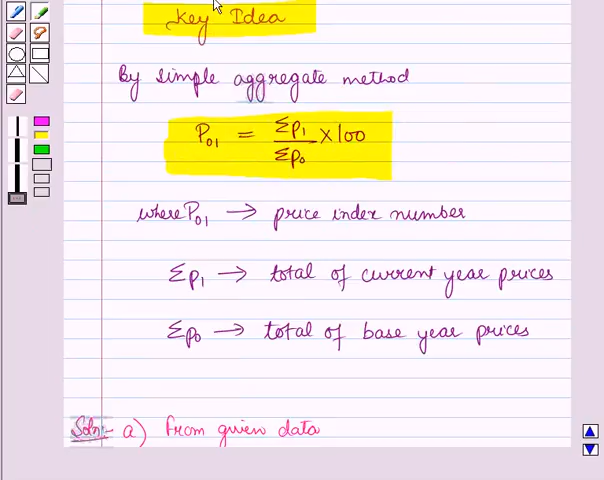 Key Idea
By simple aggregate method
P01 = Σp1/Σp0 × 100
where P01 → price index number
Σp1 → total of current year prices
Σp0 → total of base year prices
Soln:- a) From given data